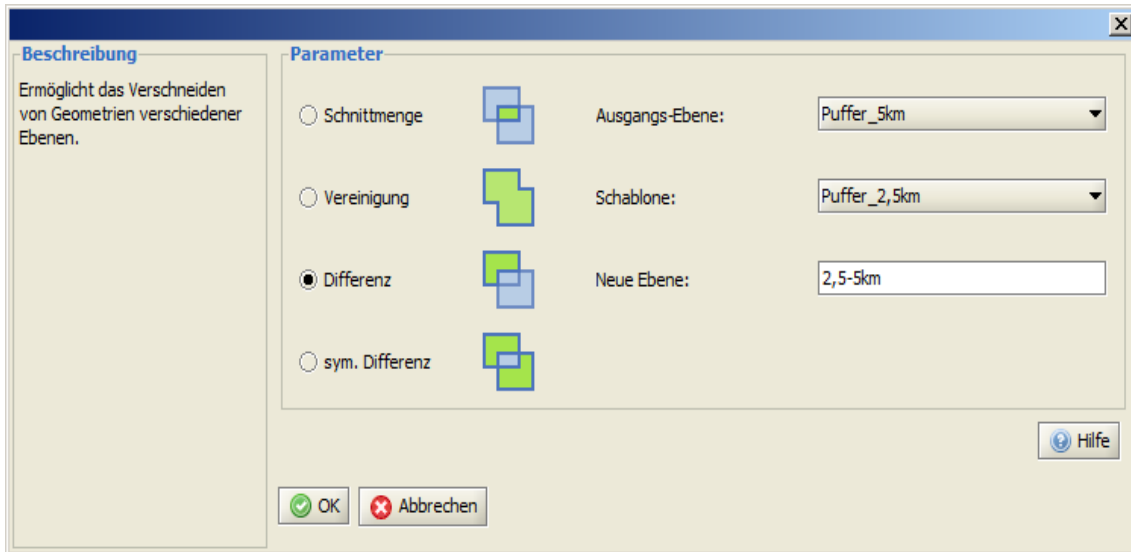 Beschreibung
Ermöglicht das Verschneiden
von Geometrien verschiedener
Ebenen.
Parameter
Schnittmenge
Ausgangs-Ebene:
Puffer_5km
Vereinigung
Schablone:
Puffer_2,5km
Differenz
Neue Ebene:
2,5-5km
sym. Differenz
Hilfe
OK
Abbrechen